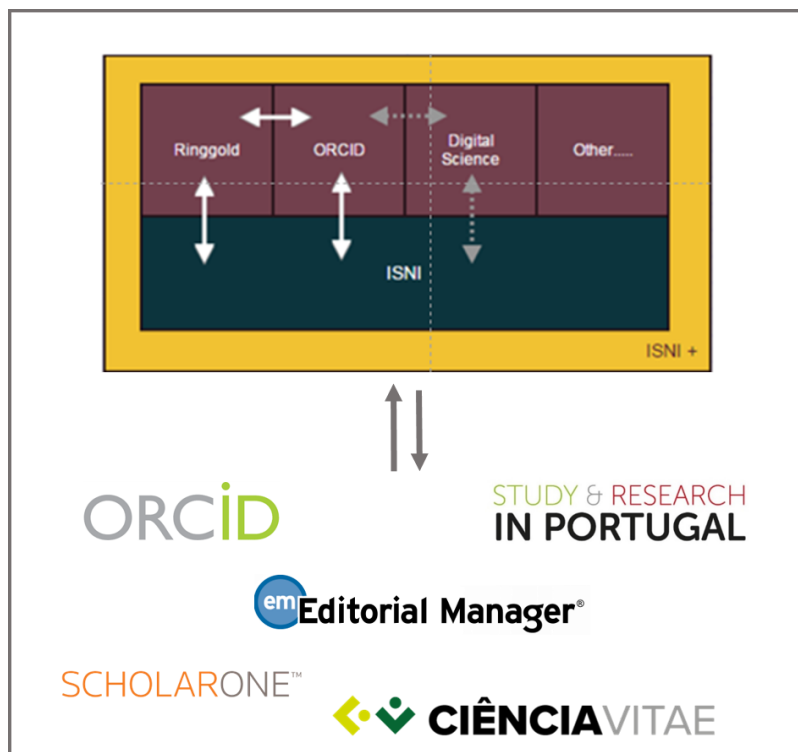 Ringgold
ORCID
Digital
Science
Other.....
ISNI
ISNI +
ORCID
STUDY & RESEARCH
IN PORTUGAL
em Editorial Manager®
SCHOLARONE™
CIÊNCIAVITAE